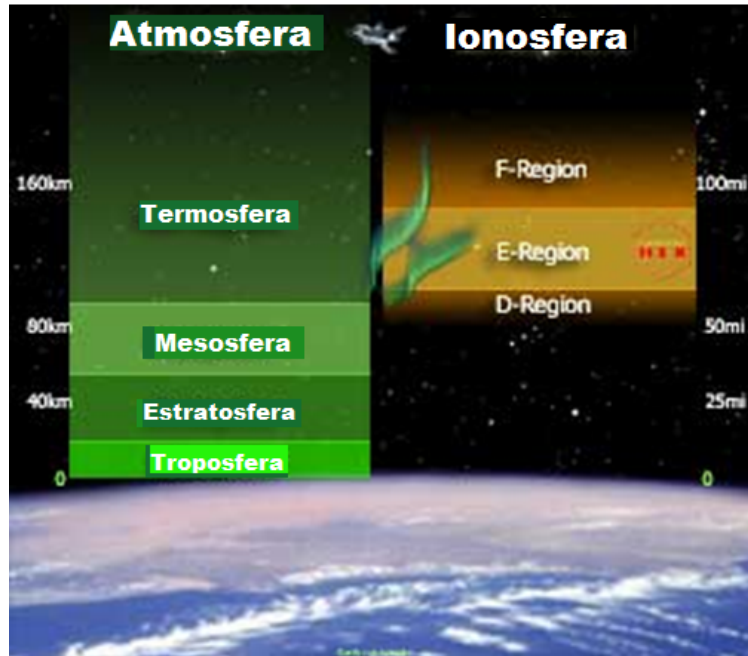 Atmosfera
Ionosfera
F-Region
160km
100mi
Termosfera
E-Region
D-Region
80km
50mi
Mesosfera
40km
25mi
Estratosfera
Troposfera
0
0